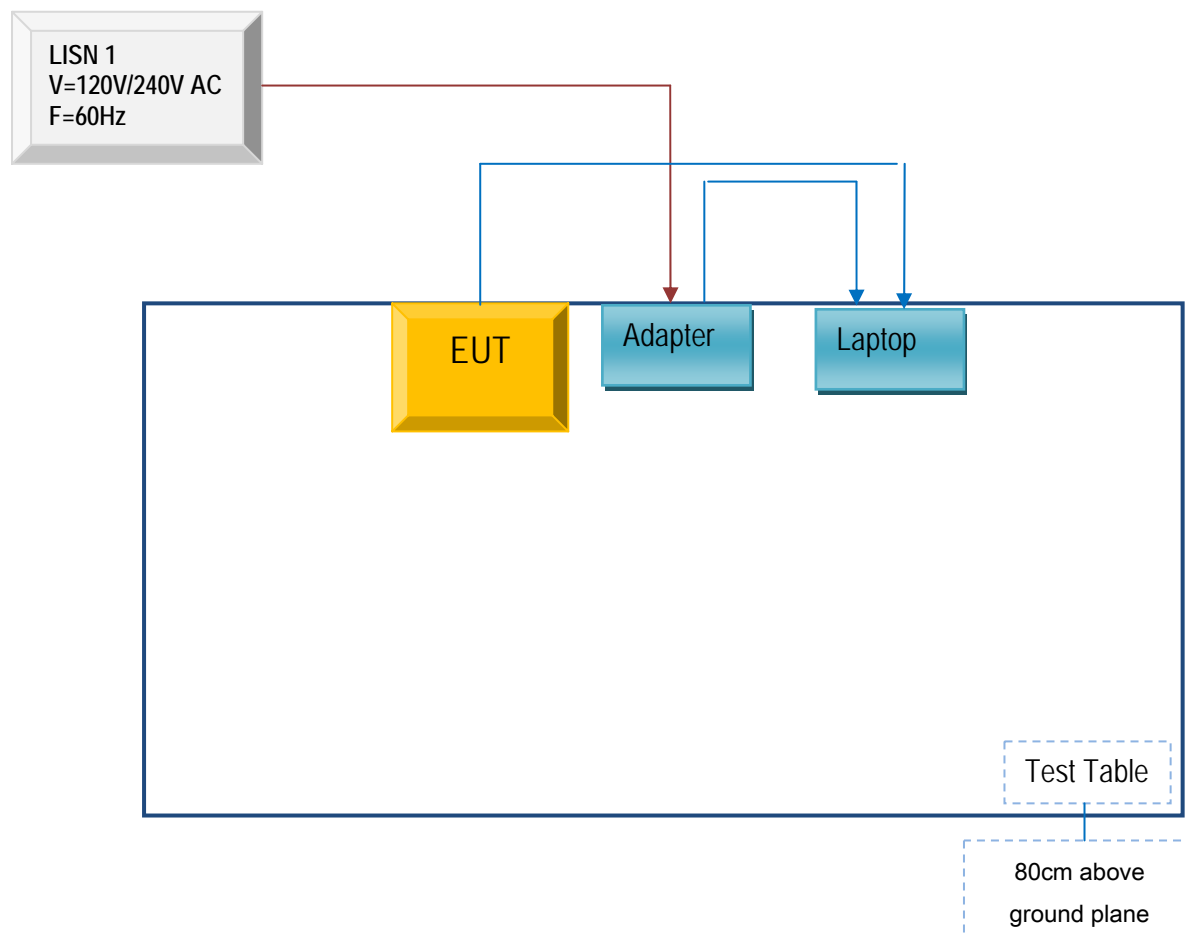 LISN 1
V=120V/240V AC
F=60Hz
EUT
Adapter
Laptop
Test Table
80cm above
ground plane